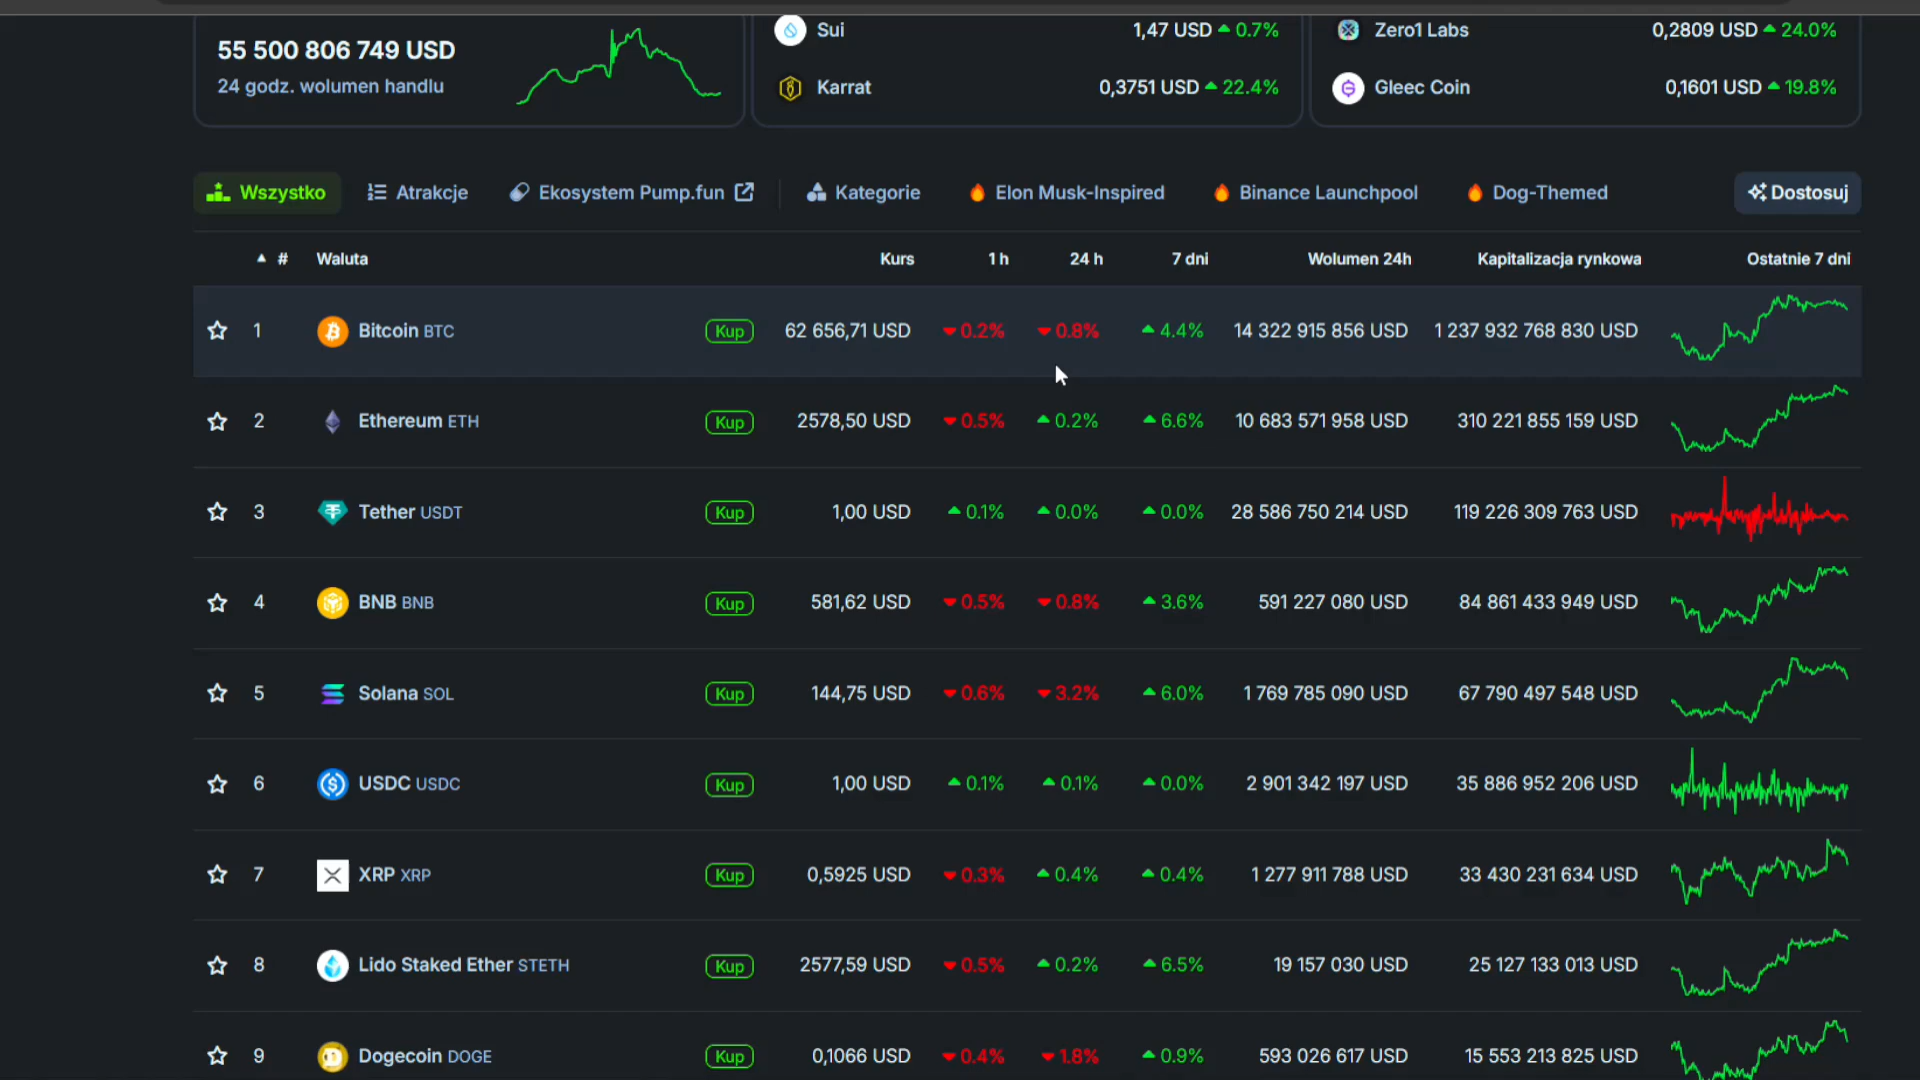 55 500 806 749 USD
24 godz. wolumen handlu
Sui 1,47 USD 0.7%
Karrat 0,3751 USD 22.4%
Zero1 Labs 0,2809 USD 24.0%
Gleec Coin 0,1601 USD 19.8%
Wszystko Atrakcje Ekosystem Pump.fun Kategorie Elon Musk-Inspired Binance Launchpool Dog-Themed Dostosuj
# Waluta Kurs 1 h 24 h 7 dni Wolumen 24h Kapitalizacja rynkowa Ostatnie 7 dni
1 Bitcoin BTC Kup 62 656,71 USD 0.2% 0.8% 4.4% 14 322 915 856 USD 1 237 932 768 830 USD
2 Ethereum ETH Kup 2578,50 USD 0.5% 0.2% 6.6% 10 683 571 958 USD 310 221 855 159 USD
3 Tether USDT Kup 1,00 USD 0.1% 0.0% 0.0% 28 586 750 214 USD 119 226 309 763 USD
4 BNB BNB Kup 581,62 USD 0.5% 0.8% 3.6% 591 227 080 USD 84 861 433 949 USD
5 Solana SOL Kup 144,75 USD 0.6% 3.2% 6.0% 1 769 785 090 USD 67 790 497 548 USD
6 USDC USDC Kup 1,00 USD 0.1% 0.1% 0.0% 2 901 342 197 USD 35 886 952 206 USD
7 XRP XRP Kup 0,5925 USD 0.3% 0.4% 0.4% 1 277 911 788 USD 33 430 231 634 USD
8 Lido Staked Ether STETH Kup 2577,59 USD 0.5% 0.2% 6.5% 19 157 030 USD 25 127 133 013 USD
9 Dogecoin DOGE Kup 0,1066 USD 0.4% 1.8% 0.9% 593 026 617 USD 15 553 213 825 USD